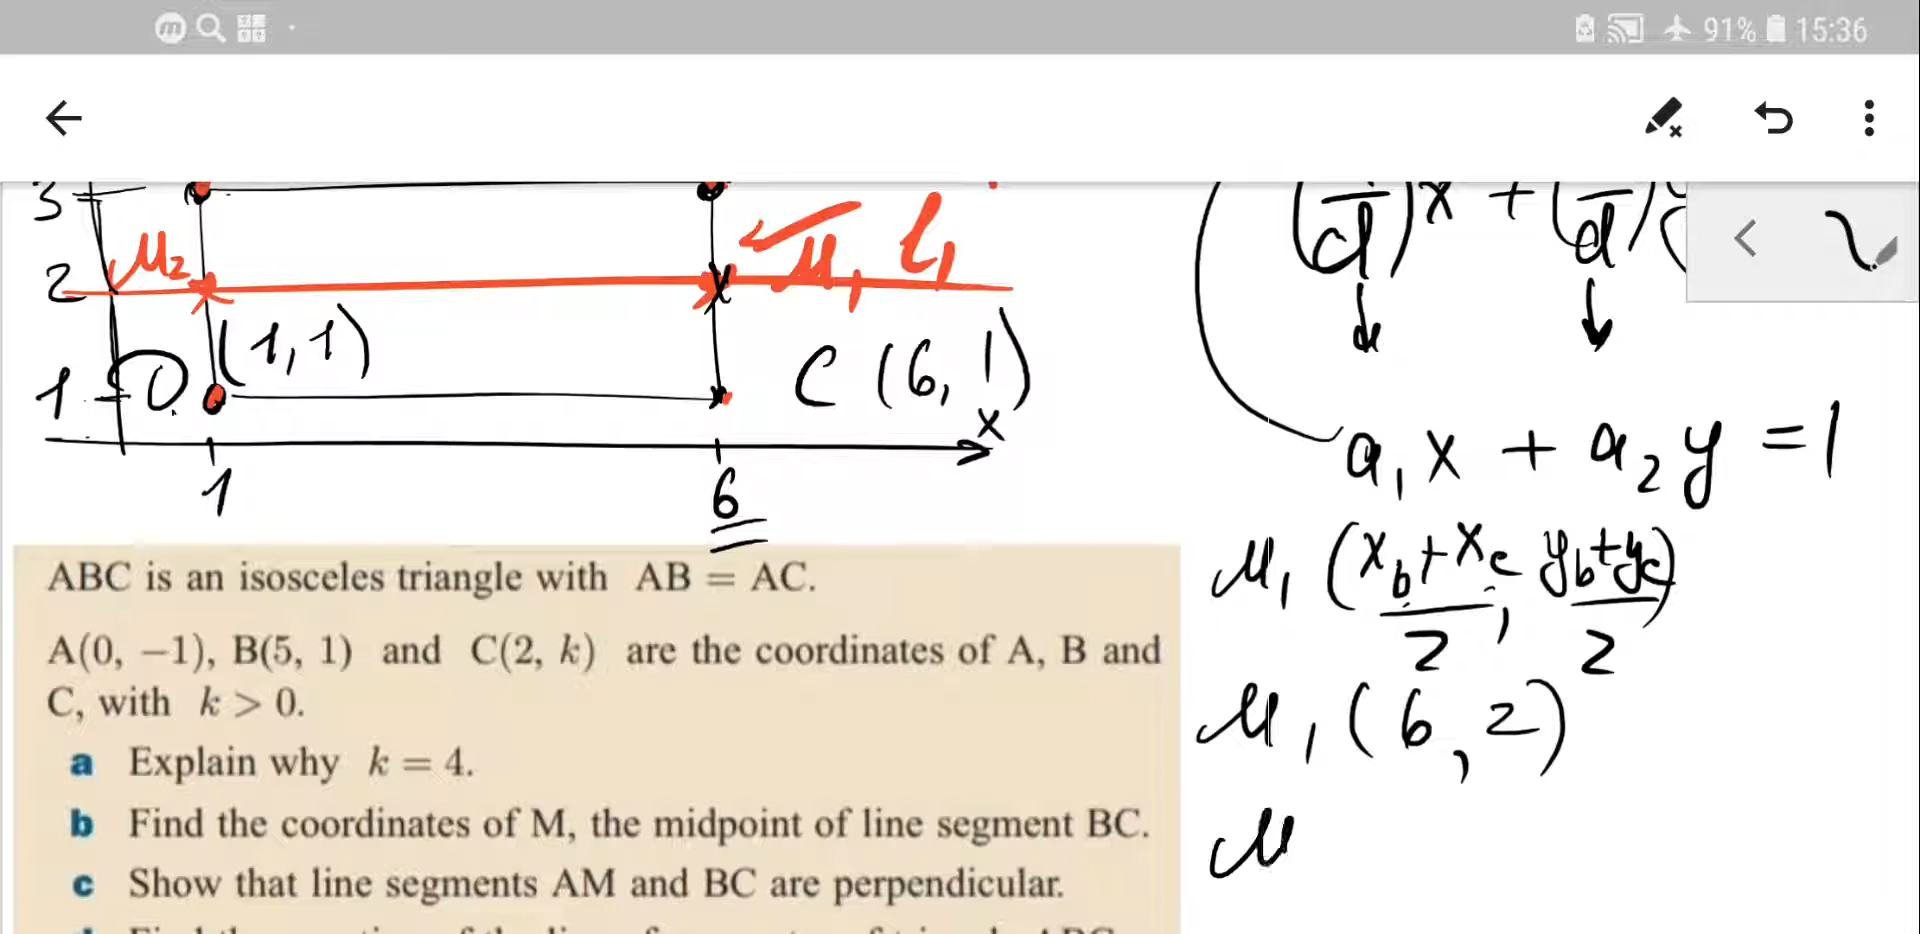 91% 15:36
3
2 M₂ M₁ l₁
(1,1)
1 D C (6, 1)
x
1 6
(/d)x + (/d)
a₁x + a₂y = 1
M₁ (xb+xc/2, yb+yc/2)
M₁ (6, 2)
M
ABC is an isosceles triangle with AB = AC.
A(0, −1), B(5, 1) and C(2, k) are the coordinates of A, B and
C, with k > 0.
a Explain why k = 4.
b Find the coordinates of M, the midpoint of line segment BC.
c Show that line segments AM and BC are perpendicular.